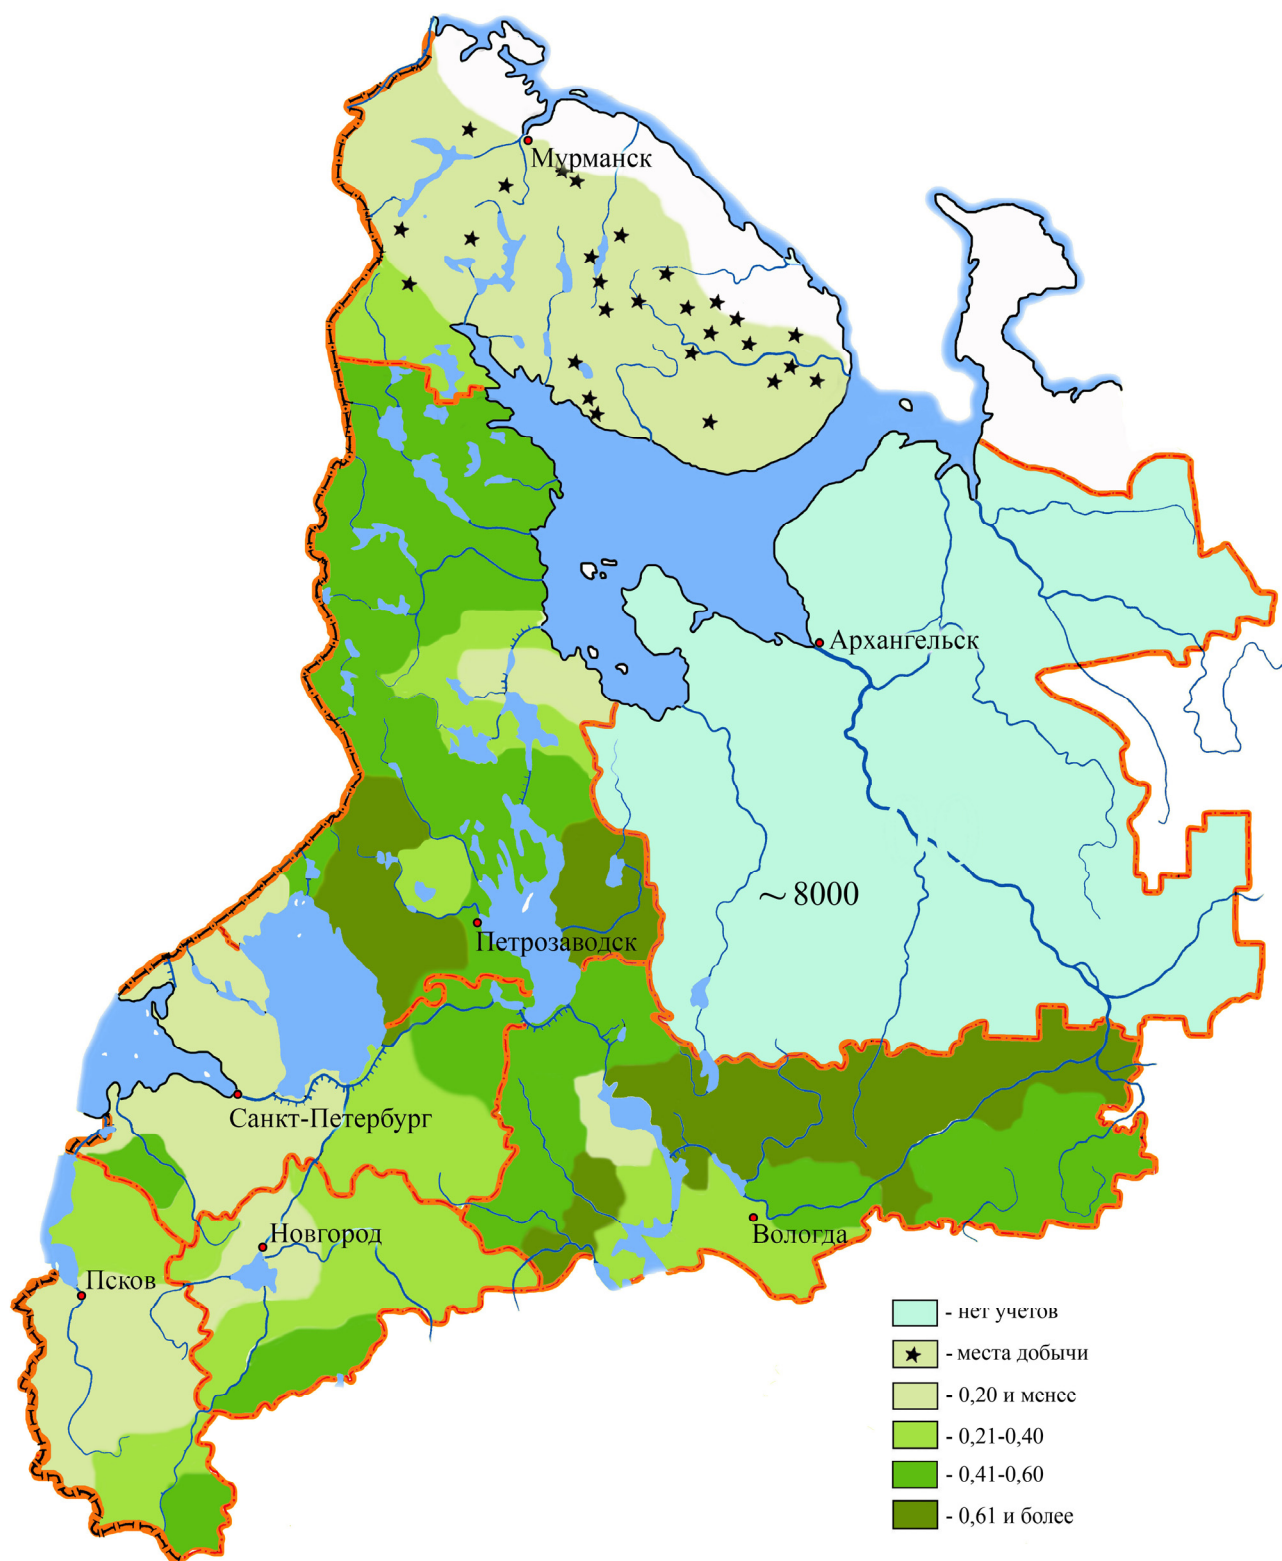 Мурманск
Архангельск
~ 8000
Петрозаводск
Санкт-Петербург
Новгород
Вологда
Псков
- нет учетов
- места добычи
- 0,20 и менее
- 0,21-0,40
- 0,41-0,60
- 0,61 и более